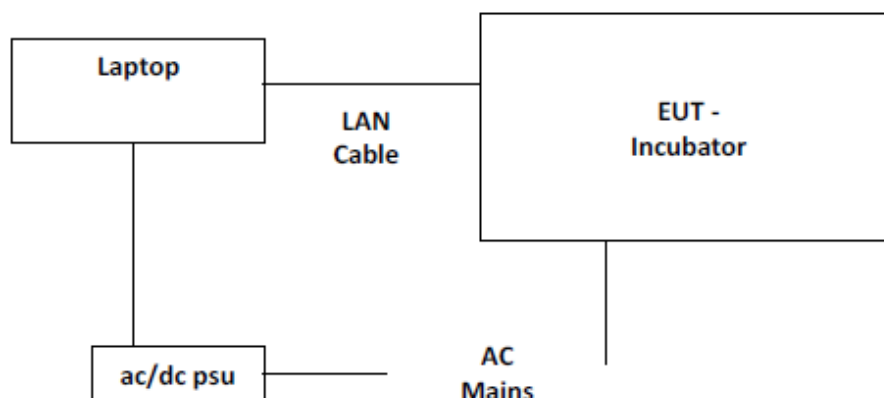 Laptop
LAN
Cable
EUT -
Incubator
ac/dc psu
AC
Mains